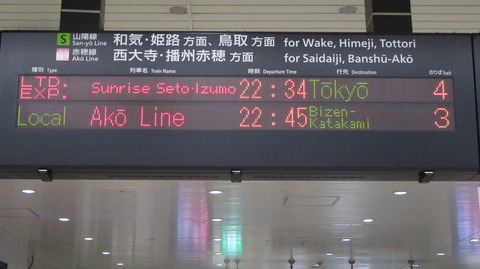 S 山陽線 San-yō Line 和気・姫路 方面、鳥取 方面 for Wake, Himeji, Tottori
N 赤穂線 Akō Line 西大寺・播州赤穂 方面 for Saidaiji, Banshū-Akō
種別 Type 列車名 Train Name 時刻 Departure Time 行先 Destination のりば Track
LTD. EXP. Sunrise Seto・Izumo 22:34 Tōkyō 4
Local Akō Line 22:45 Bizen-Katakami 3